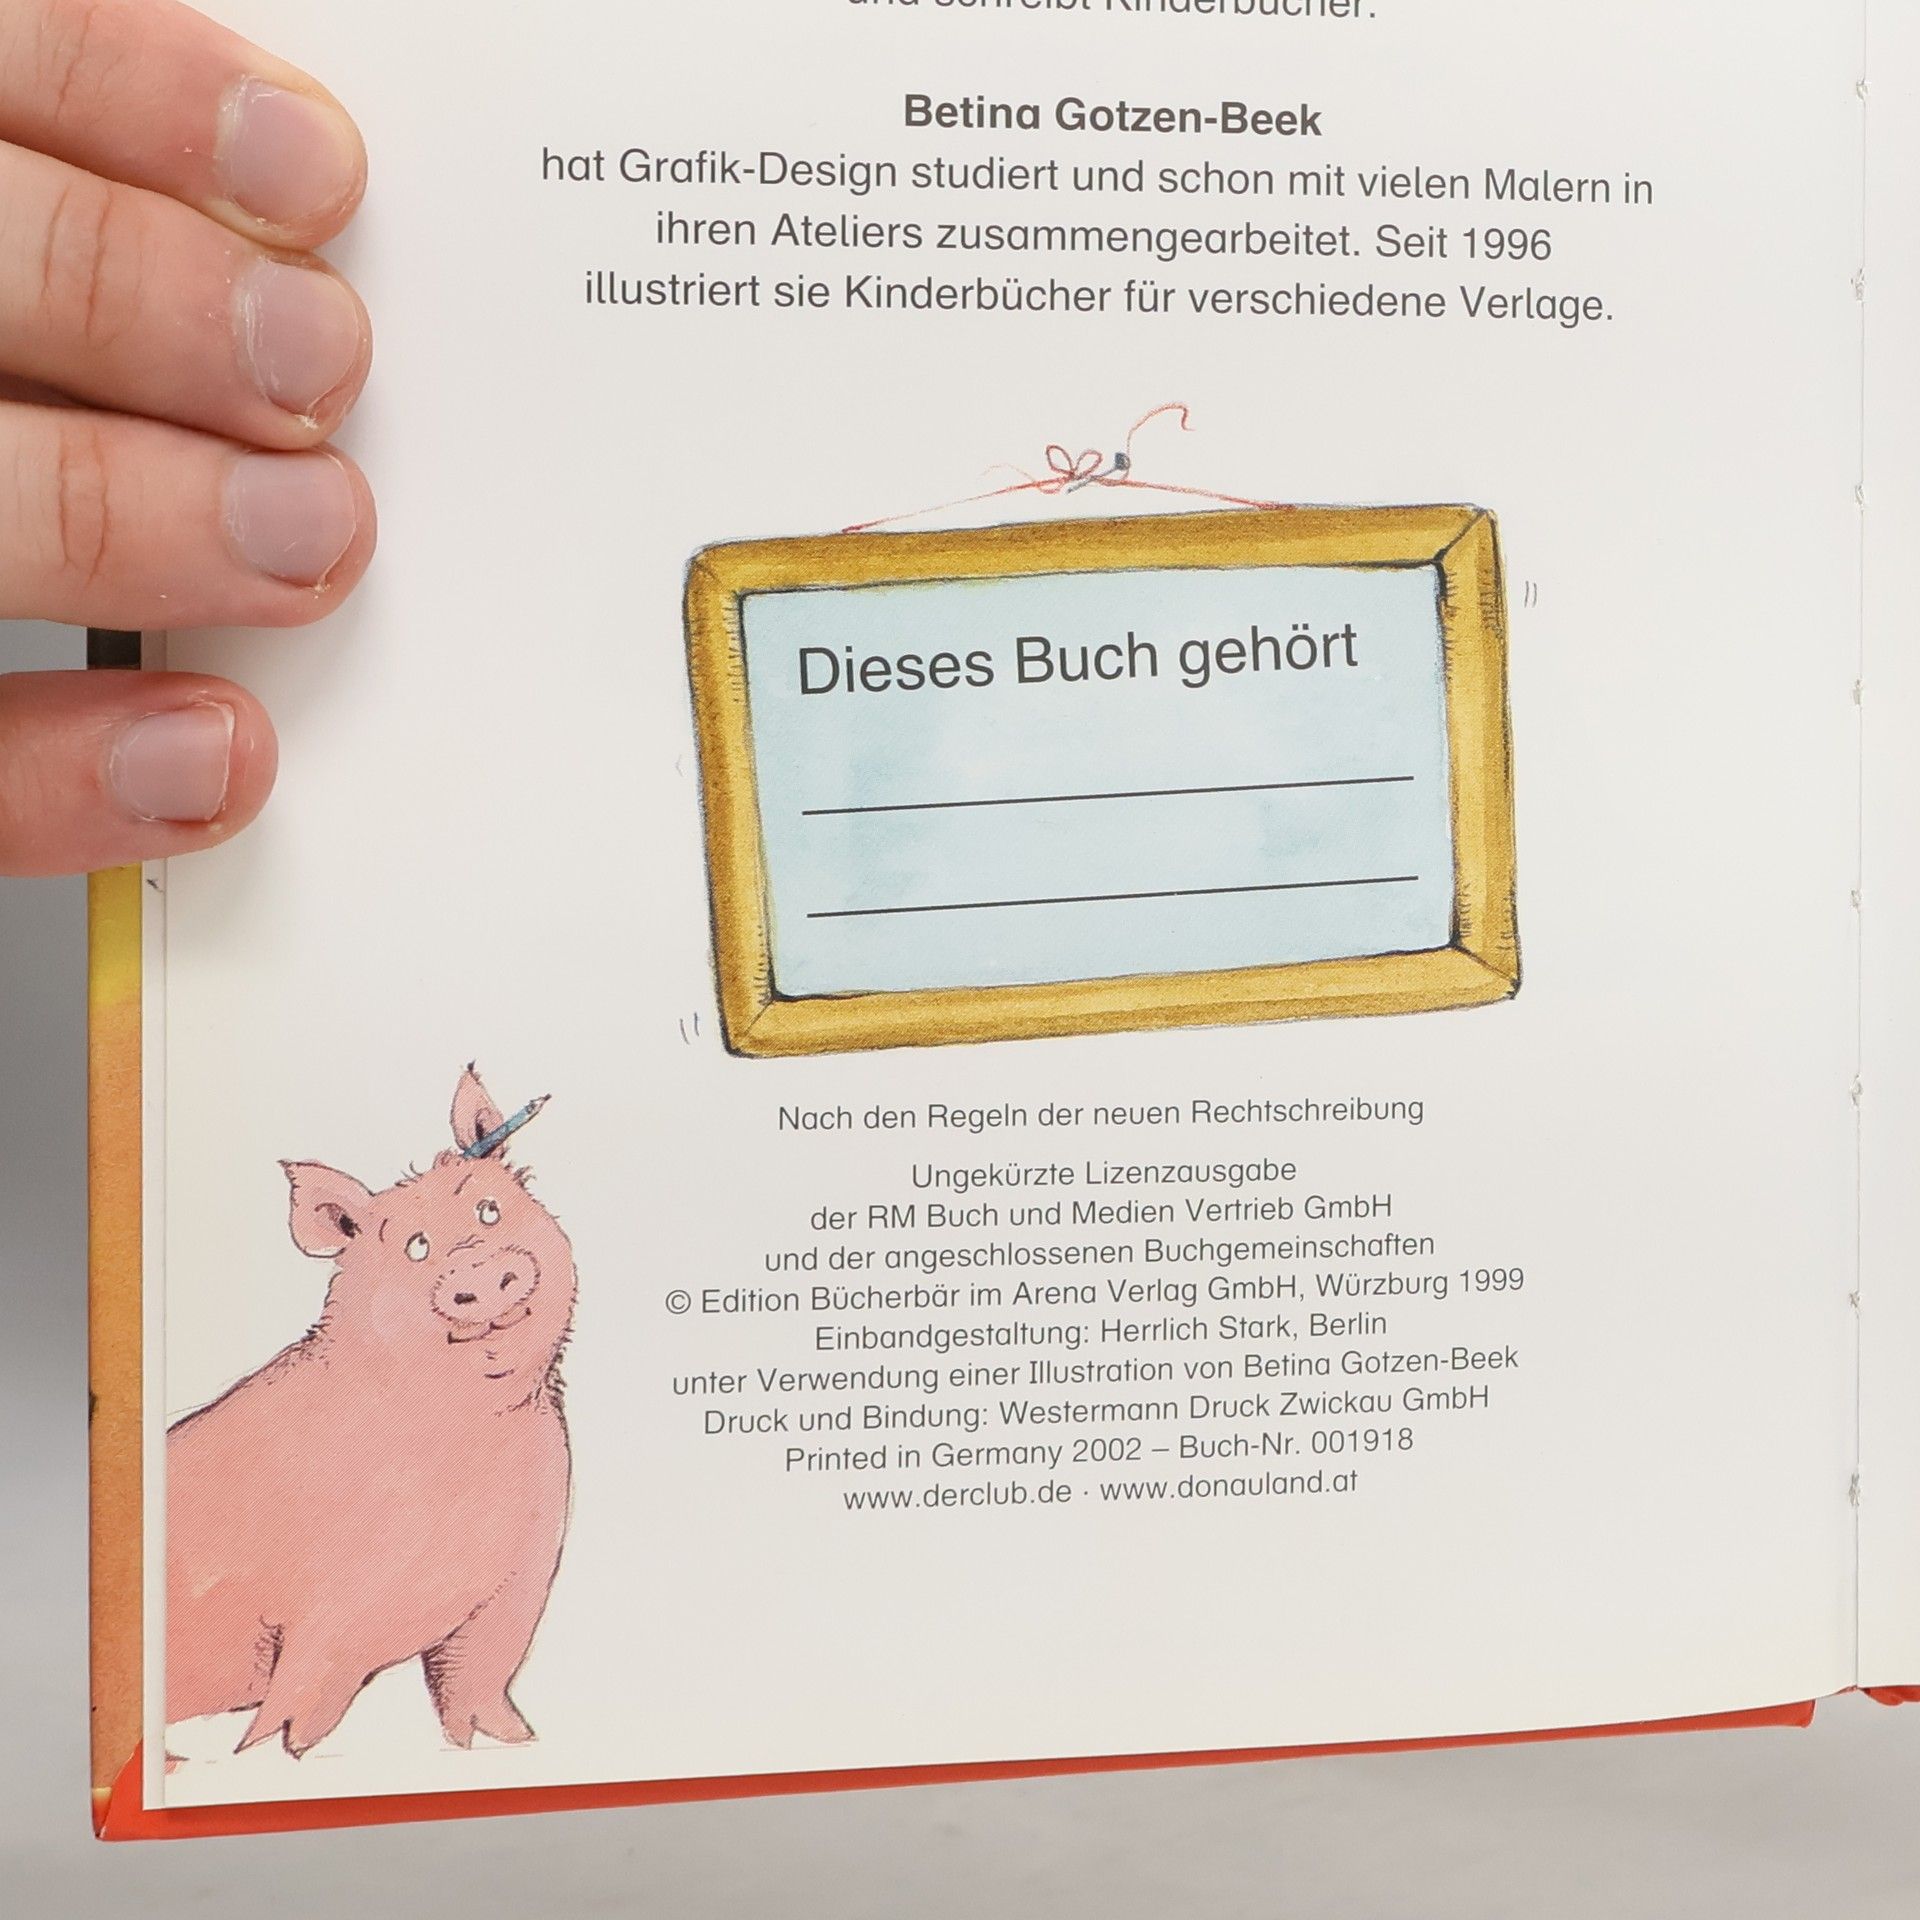 und schreibt Kinderbücher.
Betina Gotzen-Beek
hat Grafik-Design studiert und schon mit vielen Malern in
ihren Ateliers zusammengearbeitet. Seit 1996
illustriert sie Kinderbücher für verschiedene Verlage.
Dieses Buch gehört
Nach den Regeln der neuen Rechtschreibung
Ungekürzte Lizenzausgabe
der RM Buch und Medien Vertrieb GmbH
und der angeschlossenen Buchgemeinschaften
© Edition Bücherbär im Arena Verlag GmbH, Würzburg 1999
Einbandgestaltung: Herrlich Stark, Berlin
unter Verwendung einer Illustration von Betina Gotzen-Beek
Druck und Bindung: Westermann Druck Zwickau GmbH
Printed in Germany 2002 – Buch-Nr. 001918
www.derclub.de · www.donauland.at